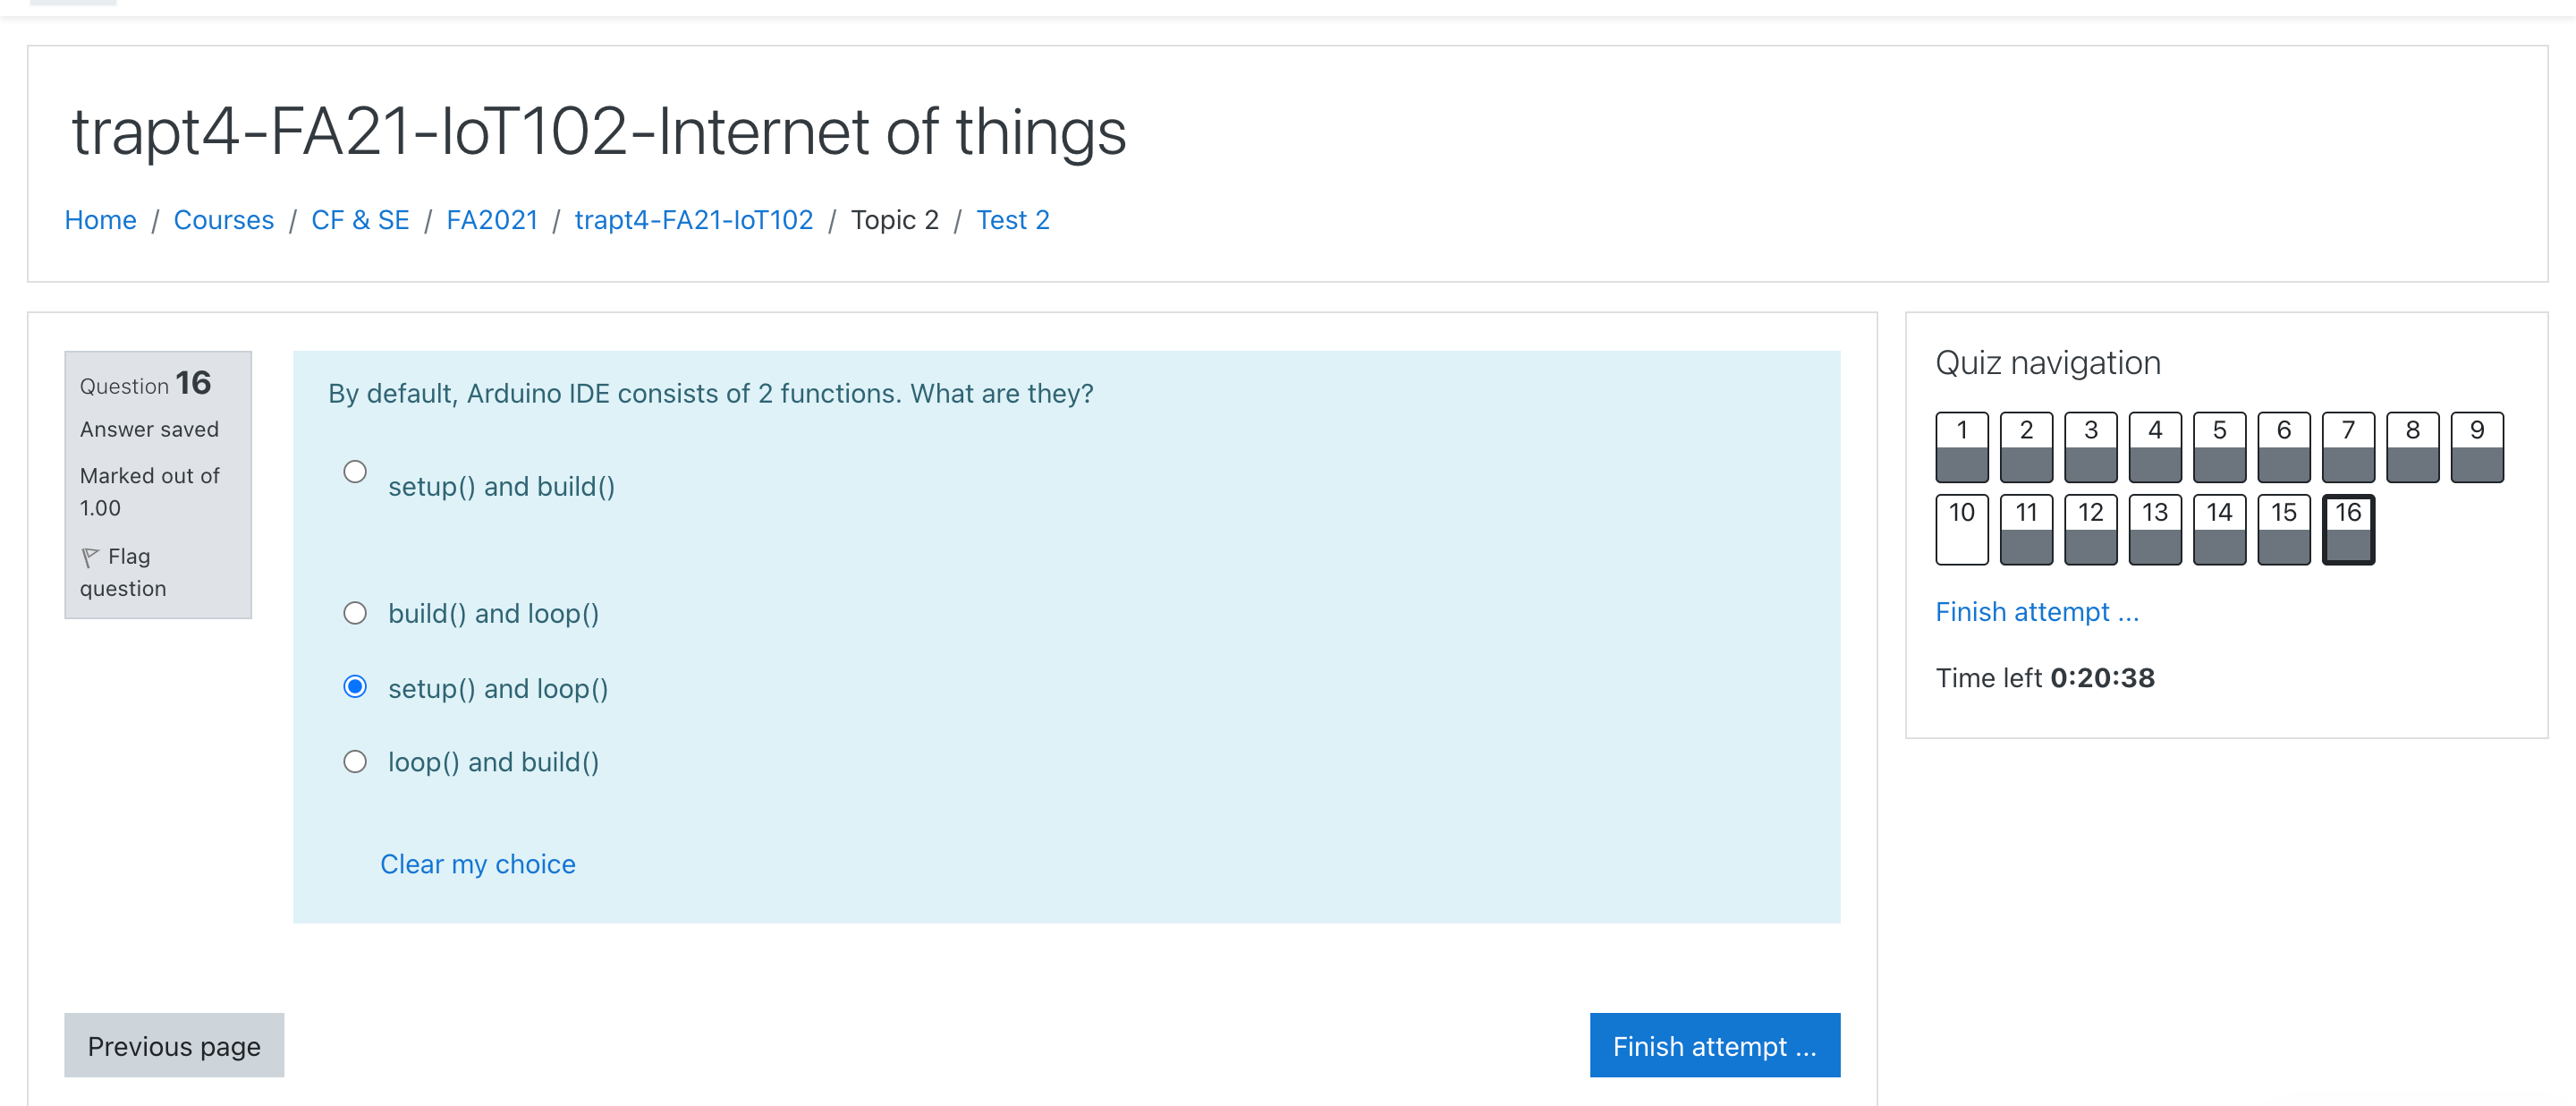 trapt4-FA21-IoT102-Internet of things
Home / Courses / CF & SE / FA2021 / trapt4-FA21-IoT102 / Topic 2 / Test 2
Question 16
Answer saved
Marked out of
1.00
Flag
question
By default, Arduino IDE consists of 2 functions. What are they?
setup() and build()
build() and loop()
setup() and loop()
loop() and build()
Clear my choice
Previous page
Finish attempt ...
Quiz navigation
1 2 3 4 5 6 7 8 9
10 11 12 13 14 15 16
Finish attempt ...
Time left 0:20:38